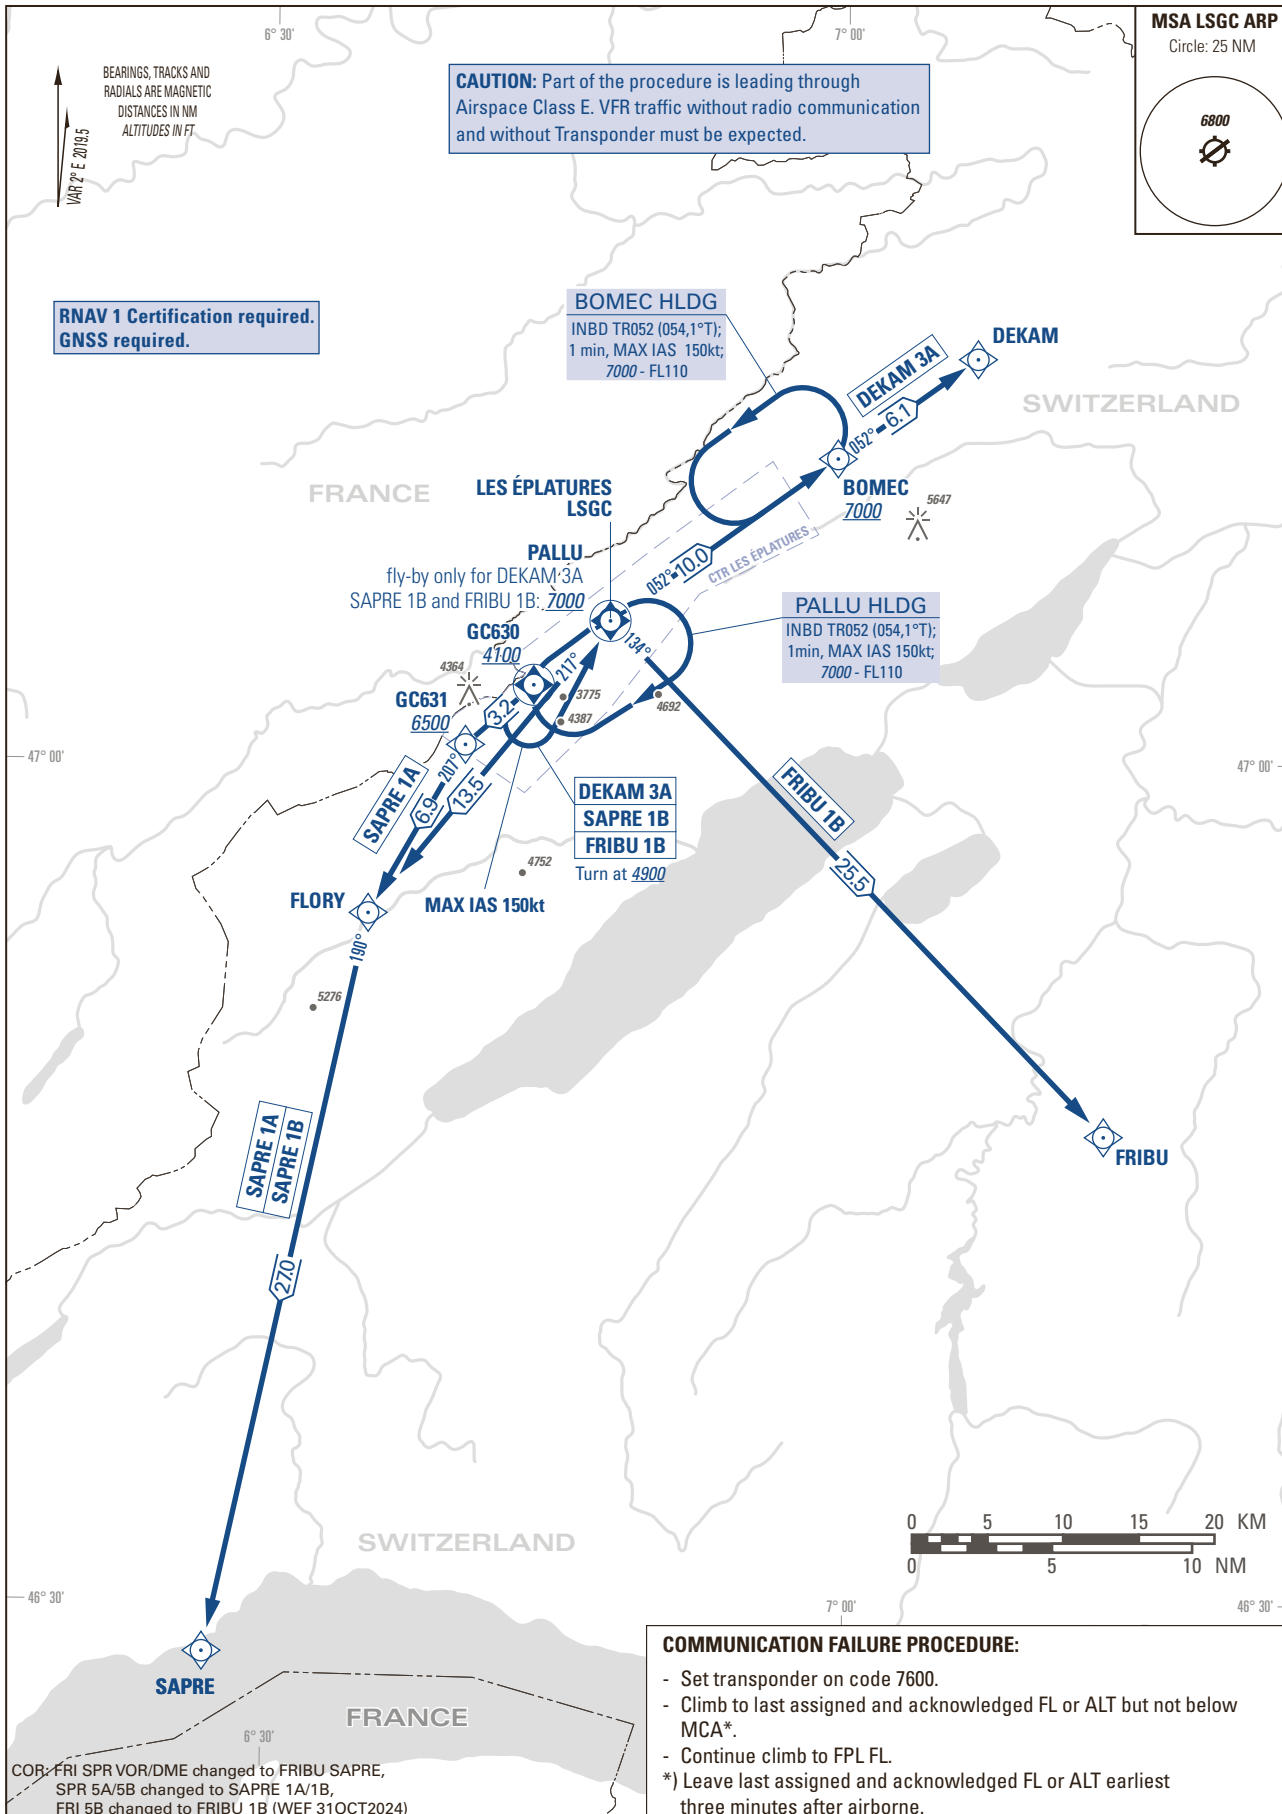 6° 30'
7° 00'
MSA LSGC ARP
Circle: 25 NM
6800
BEARINGS, TRACKS AND
RADIALS ARE MAGNETIC
DISTANCES IN NM
ALTITUDES IN FT
VAR 2° E 2019.5
CAUTION: Part of the procedure is leading through
Airspace Class E. VFR traffic without radio communication
and without Transponder must be expected.
RNAV 1 Certification required.
GNSS required.
BOMEC HLDG
INBD TR052 (054,1°T);
1 min, MAX IAS 150kt;
7000 - FL110
DEKAM
DEKAM 3A
SWITZERLAND
052°
6.1
FRANCE
BOMEC
7000
5647
LES ÉPLATURES
LSGC
CTR LES ÉPLATURES
052°
10.0
PALLU
fly-by only for DEKAM 3A
SAPRE 1B and FRIBU 1B: 7000
PALLU HLDG
INBD TR052 (054,1°T);
1min, MAX IAS 150kt;
7000 - FL110
GC630
4100
134°
217°
4364
3775
4692
4387
GC631
6500
3.2
207°
47° 00'
47° 00'
SAPRE 1A
6.9
13.5
DEKAM 3A
SAPRE 1B
FRIBU 1B
Turn at 4900
FRIBU 1B
25.5
4752
FLORY
MAX IAS 150kt
190°
5276
SAPRE 1A
SAPRE 1B
FRIBU
27.0
0 5 10 15 20 KM
0 5 10 NM
SWITZERLAND
46° 30'
7° 00'
46° 30'
SAPRE
FRANCE
6° 30'
COMMUNICATION FAILURE PROCEDURE:
- Set transponder on code 7600.
- Climb to last assigned and acknowledged FL or ALT but not below
MCA*.
- Continue climb to FPL FL.
*) Leave last assigned and acknowledged FL or ALT earliest
three minutes after airborne.
COR: FRI SPR VOR/DME changed to FRIBU SAPRE,
SPR 5A/5B changed to SAPRE 1A/1B,
FRI 5B changed to FRIBU 1B (WEF 31OCT2024)